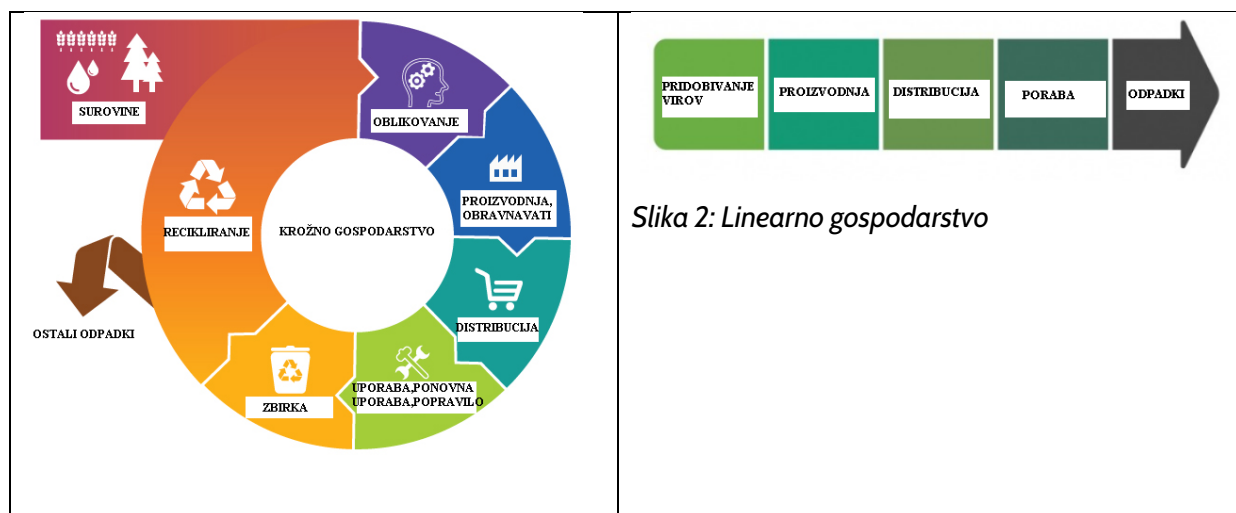 SUROVINE
OBLIKOVANJE
PROIZVODNJA,
OBRAVNAVATI
RECIKLIRANJE
KROŽNO GOSPODARSTVO
DISTRIBUCIJA
OSTALI ODPADKI
UPORABA,PONOVNA
UPORABA,POPRAVILO
ZBIRKA
PRIDOBIVANJE
VIROV
PROIZVODNJA
DISTRIBUCIJA
PORABA
ODPADKI
Slika 2: Linearno gospodarstvo